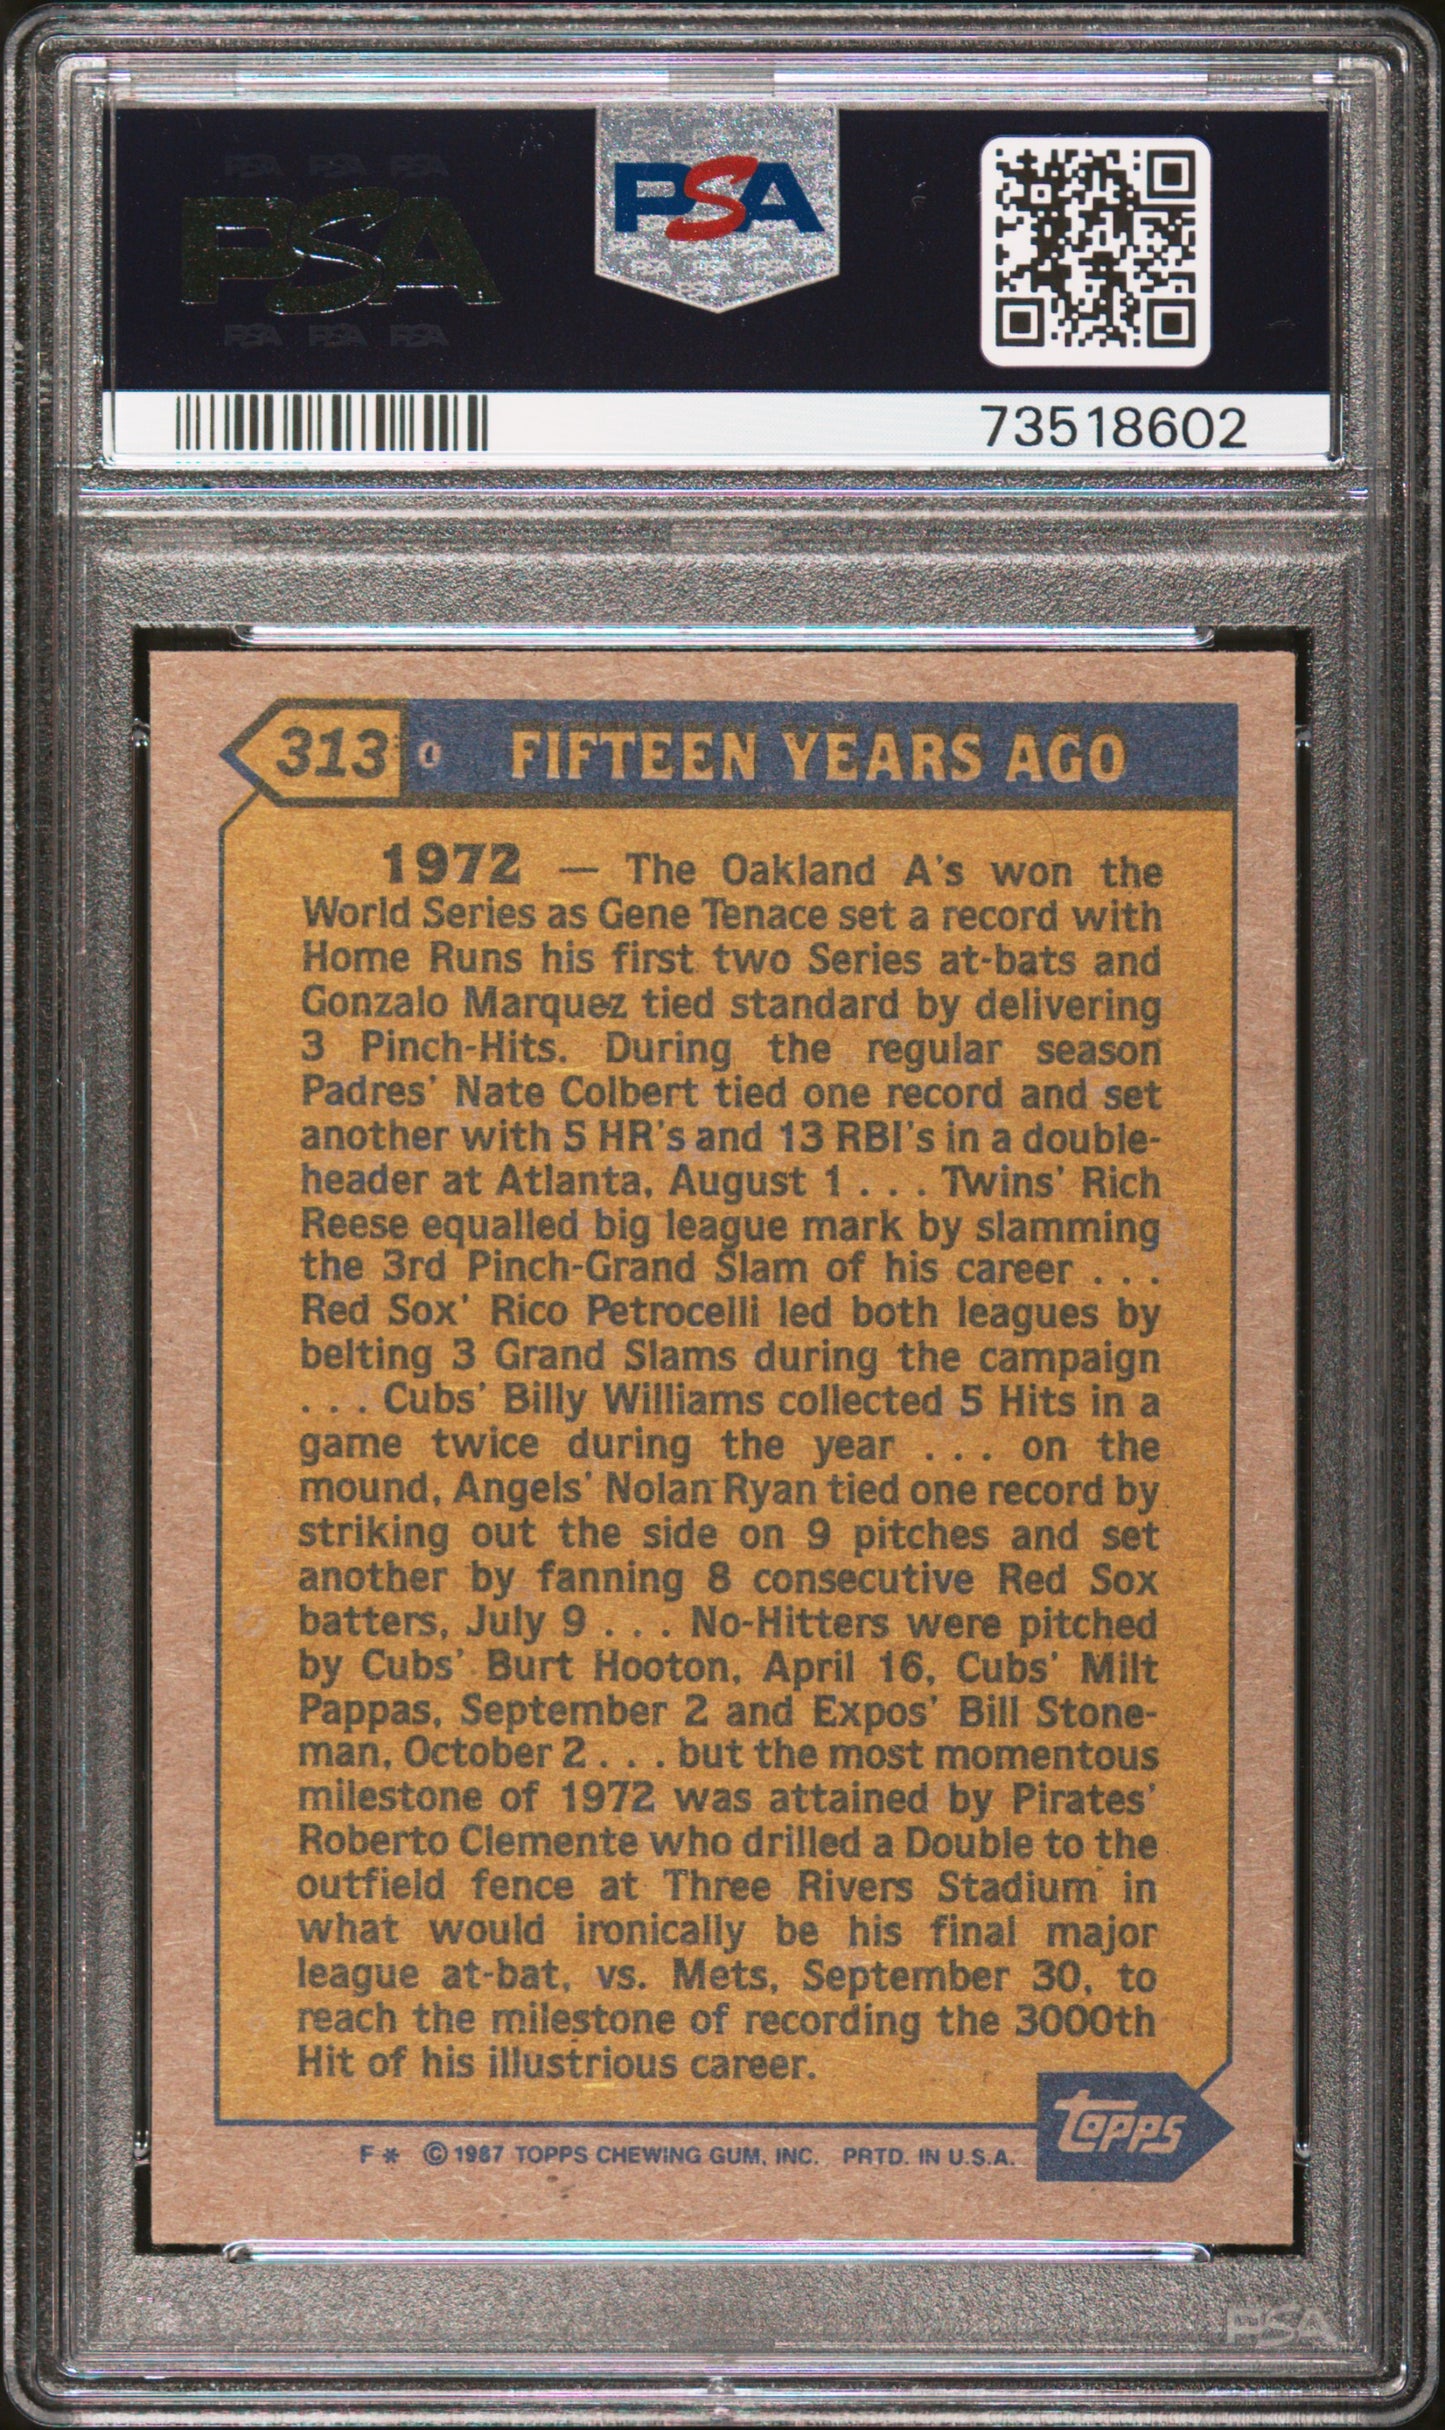 PSA PSA PSA
PSA
PSA PSA PSA
PSA
73518602
313 FIFTEEN YEARS AGO
1972 — The Oakland A's won the
World Series as Gene Tenace set a record with
Home Runs his first two Series at-bats and
Gonzalo Marquez tied standard by delivering
3 Pinch-Hits. During the regular season
Padres' Nate Colbert tied one record and set
another with 5 HR's and 13 RBI's in a double-
header at Atlanta, August 1 . . . Twins' Rich
Reese equalled big league mark by slamming
the 3rd Pinch-Grand Slam of his career . . .
Red Sox' Rico Petrocelli led both leagues by
belting 3 Grand Slams during the campaign
. . . Cubs' Billy Williams collected 5 Hits in a
game twice during the year . . . on the
mound, Angels' Nolan Ryan tied one record by
striking out the side on 9 pitches and set
another by fanning 8 consecutive Red Sox
batters, July 9 . . . No-Hitters were pitched
by Cubs' Burt Hooton, April 16, Cubs' Milt
Pappas, September 2 and Expos' Bill Stone-
man, October 2 . . . but the most momentous
milestone of 1972 was attained by Pirates'
Roberto Clemente who drilled a Double to the
outfield fence at Three Rivers Stadium in
what would ironically be his final major
league at-bat, vs. Mets, September 30, to
reach the milestone of recording the 3000th
Hit of his illustrious career.
topps
F * © 1987 TOPPS CHEWING GUM, INC. PRTD. IN U.S.A.
PSA